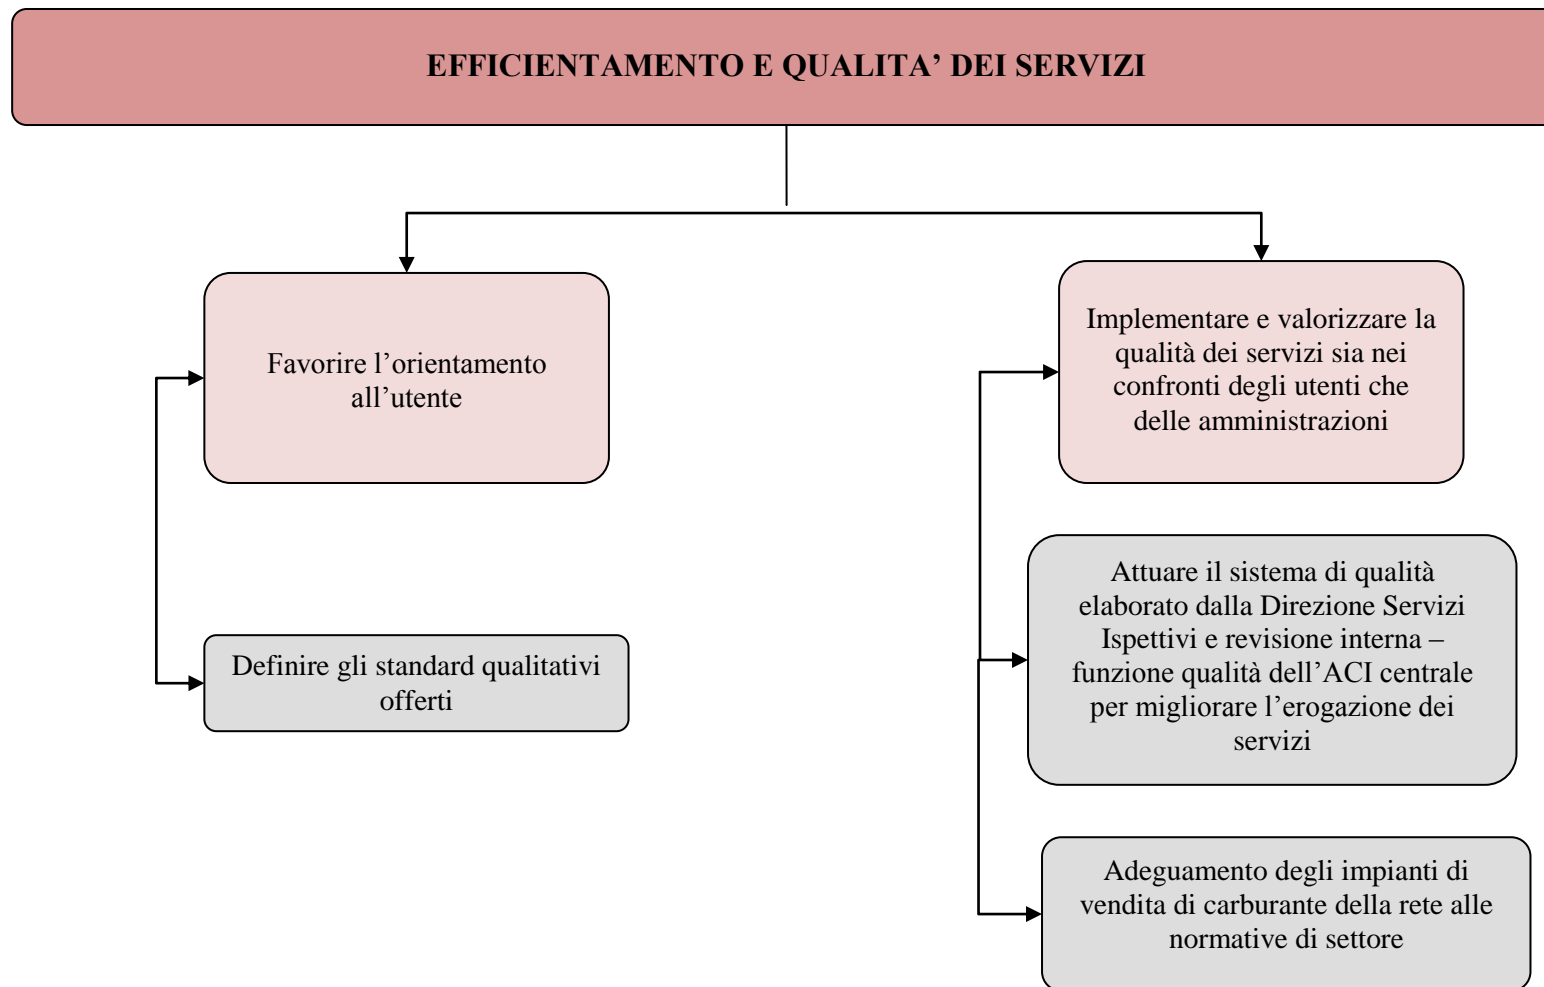 EFFICIENTAMENTO E QUALITA’ DEI SERVIZI
Favorire l’orientamento
all’utente
Definire gli standard qualitativi
offerti
Implementare e valorizzare la
qualità dei servizi sia nei
confronti degli utenti che
delle amministrazioni
Attuare il sistema di qualità
elaborato dalla Direzione Servizi
Ispettivi e revisione interna –
funzione qualità dell’ACI centrale
per migliorare l’erogazione dei
servizi
Adeguamento degli impianti di
vendita di carburante della rete alle
normative di settore